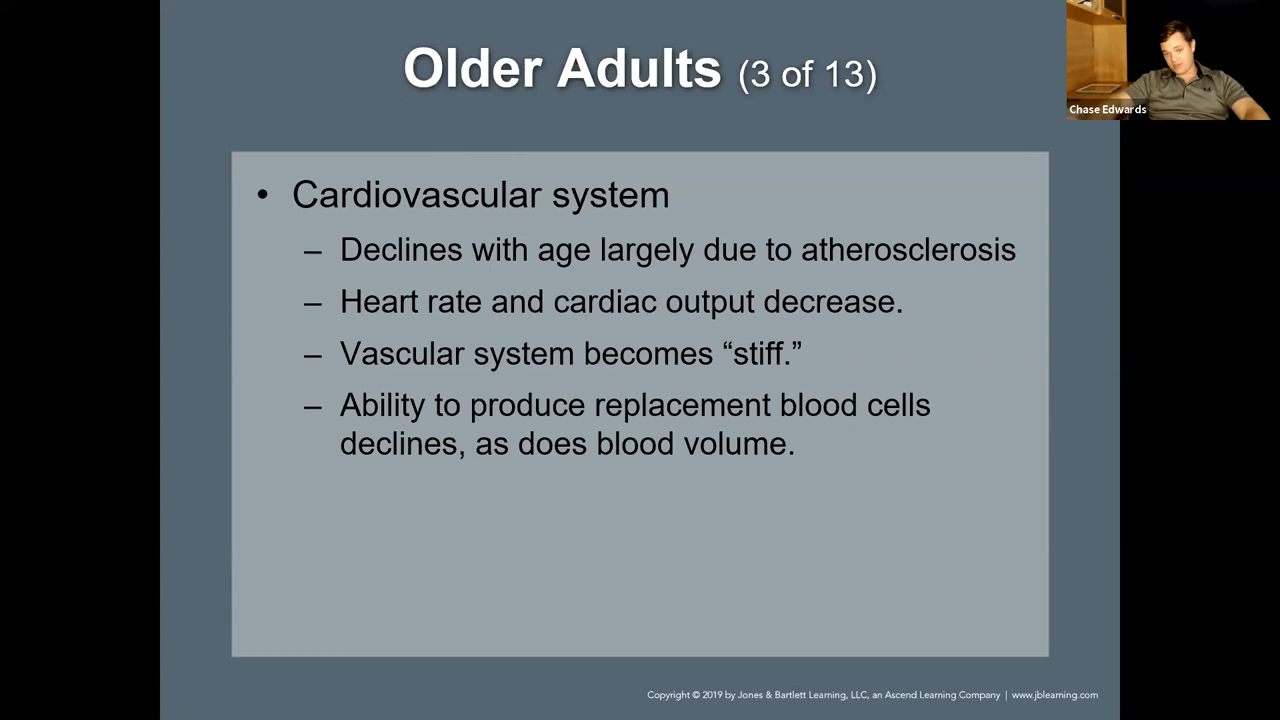 Older Adults (3 of 13)
Chase Edwards
• Cardiovascular system
– Declines with age largely due to atherosclerosis
– Heart rate and cardiac output decrease.
– Vascular system becomes “stiff.”
– Ability to produce replacement blood cells
declines, as does blood volume.
Copyright © 2019 by Jones & Bartlett Learning, LLC, an Ascend Learning Company | www.jblearning.com